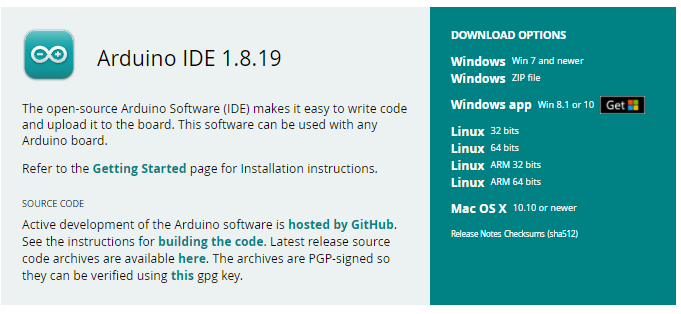 Arduino IDE 1.8.19
The open-source Arduino Software (IDE) makes it easy to write code
and upload it to the board. This software can be used with any
Arduino board.
Refer to the Getting Started page for Installation instructions.
SOURCE CODE
Active development of the Arduino software is hosted by GitHub.
See the instructions for building the code. Latest release source
code archives are available here. The archives are PGP-signed so
they can be verified using this gpg key.
DOWNLOAD OPTIONS
Windows Win 7 and newer
Windows ZIP file
Windows app Win 8.1 or 10 Get
Linux 32 bits
Linux 64 bits
Linux ARM 32 bits
Linux ARM 64 bits
Mac OS X 10.10 or newer
Release Notes Checksums (sha512)